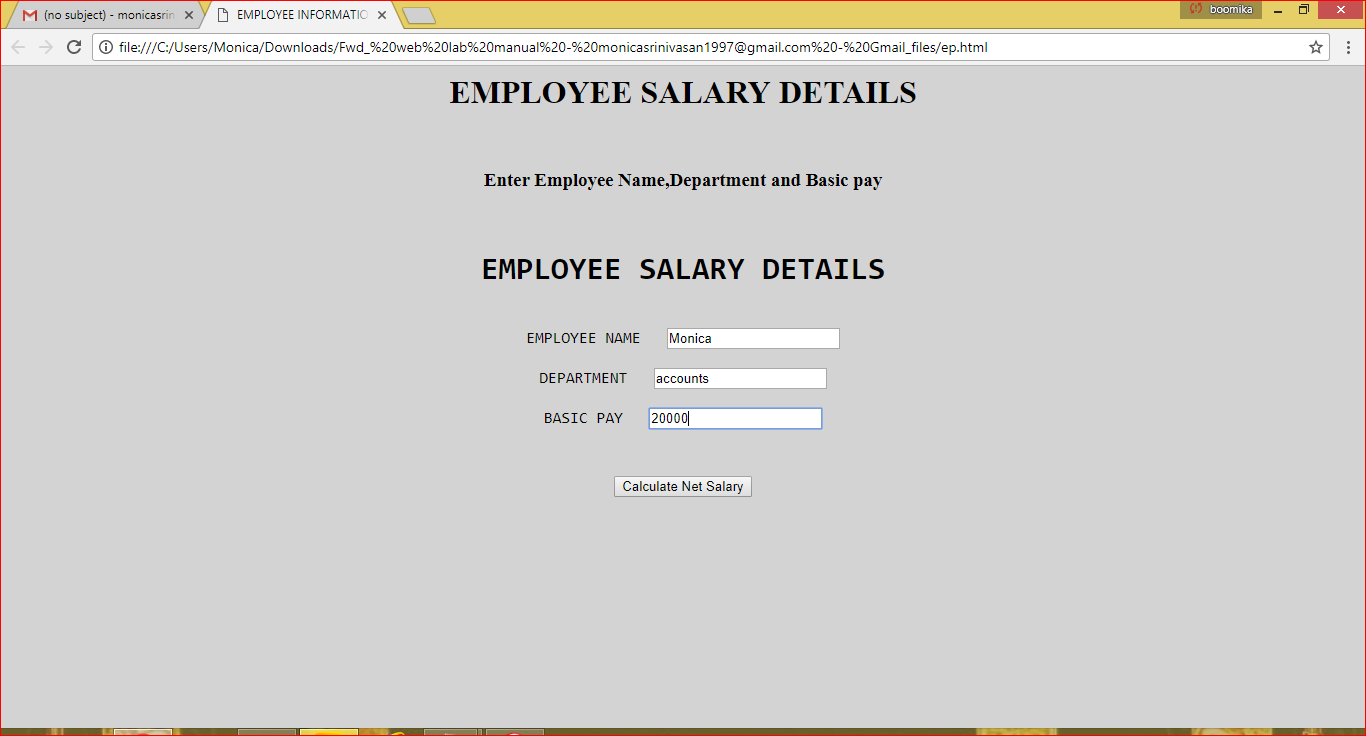 (no subject) - monicasrin
EMPLOYEE INFORMATIO
boomika
file:///C:/Users/Monica/Downloads/Fwd_%20web%20lab%20manual%20-%20monicasrinivasan1997@gmail.com%20-%20Gmail_files/ep.html
EMPLOYEE SALARY DETAILS
Enter Employee Name,Department and Basic pay
EMPLOYEE SALARY DETAILS
EMPLOYEE NAME Monica
DEPARTMENT accounts
BASIC PAY 20000
Calculate Net Salary